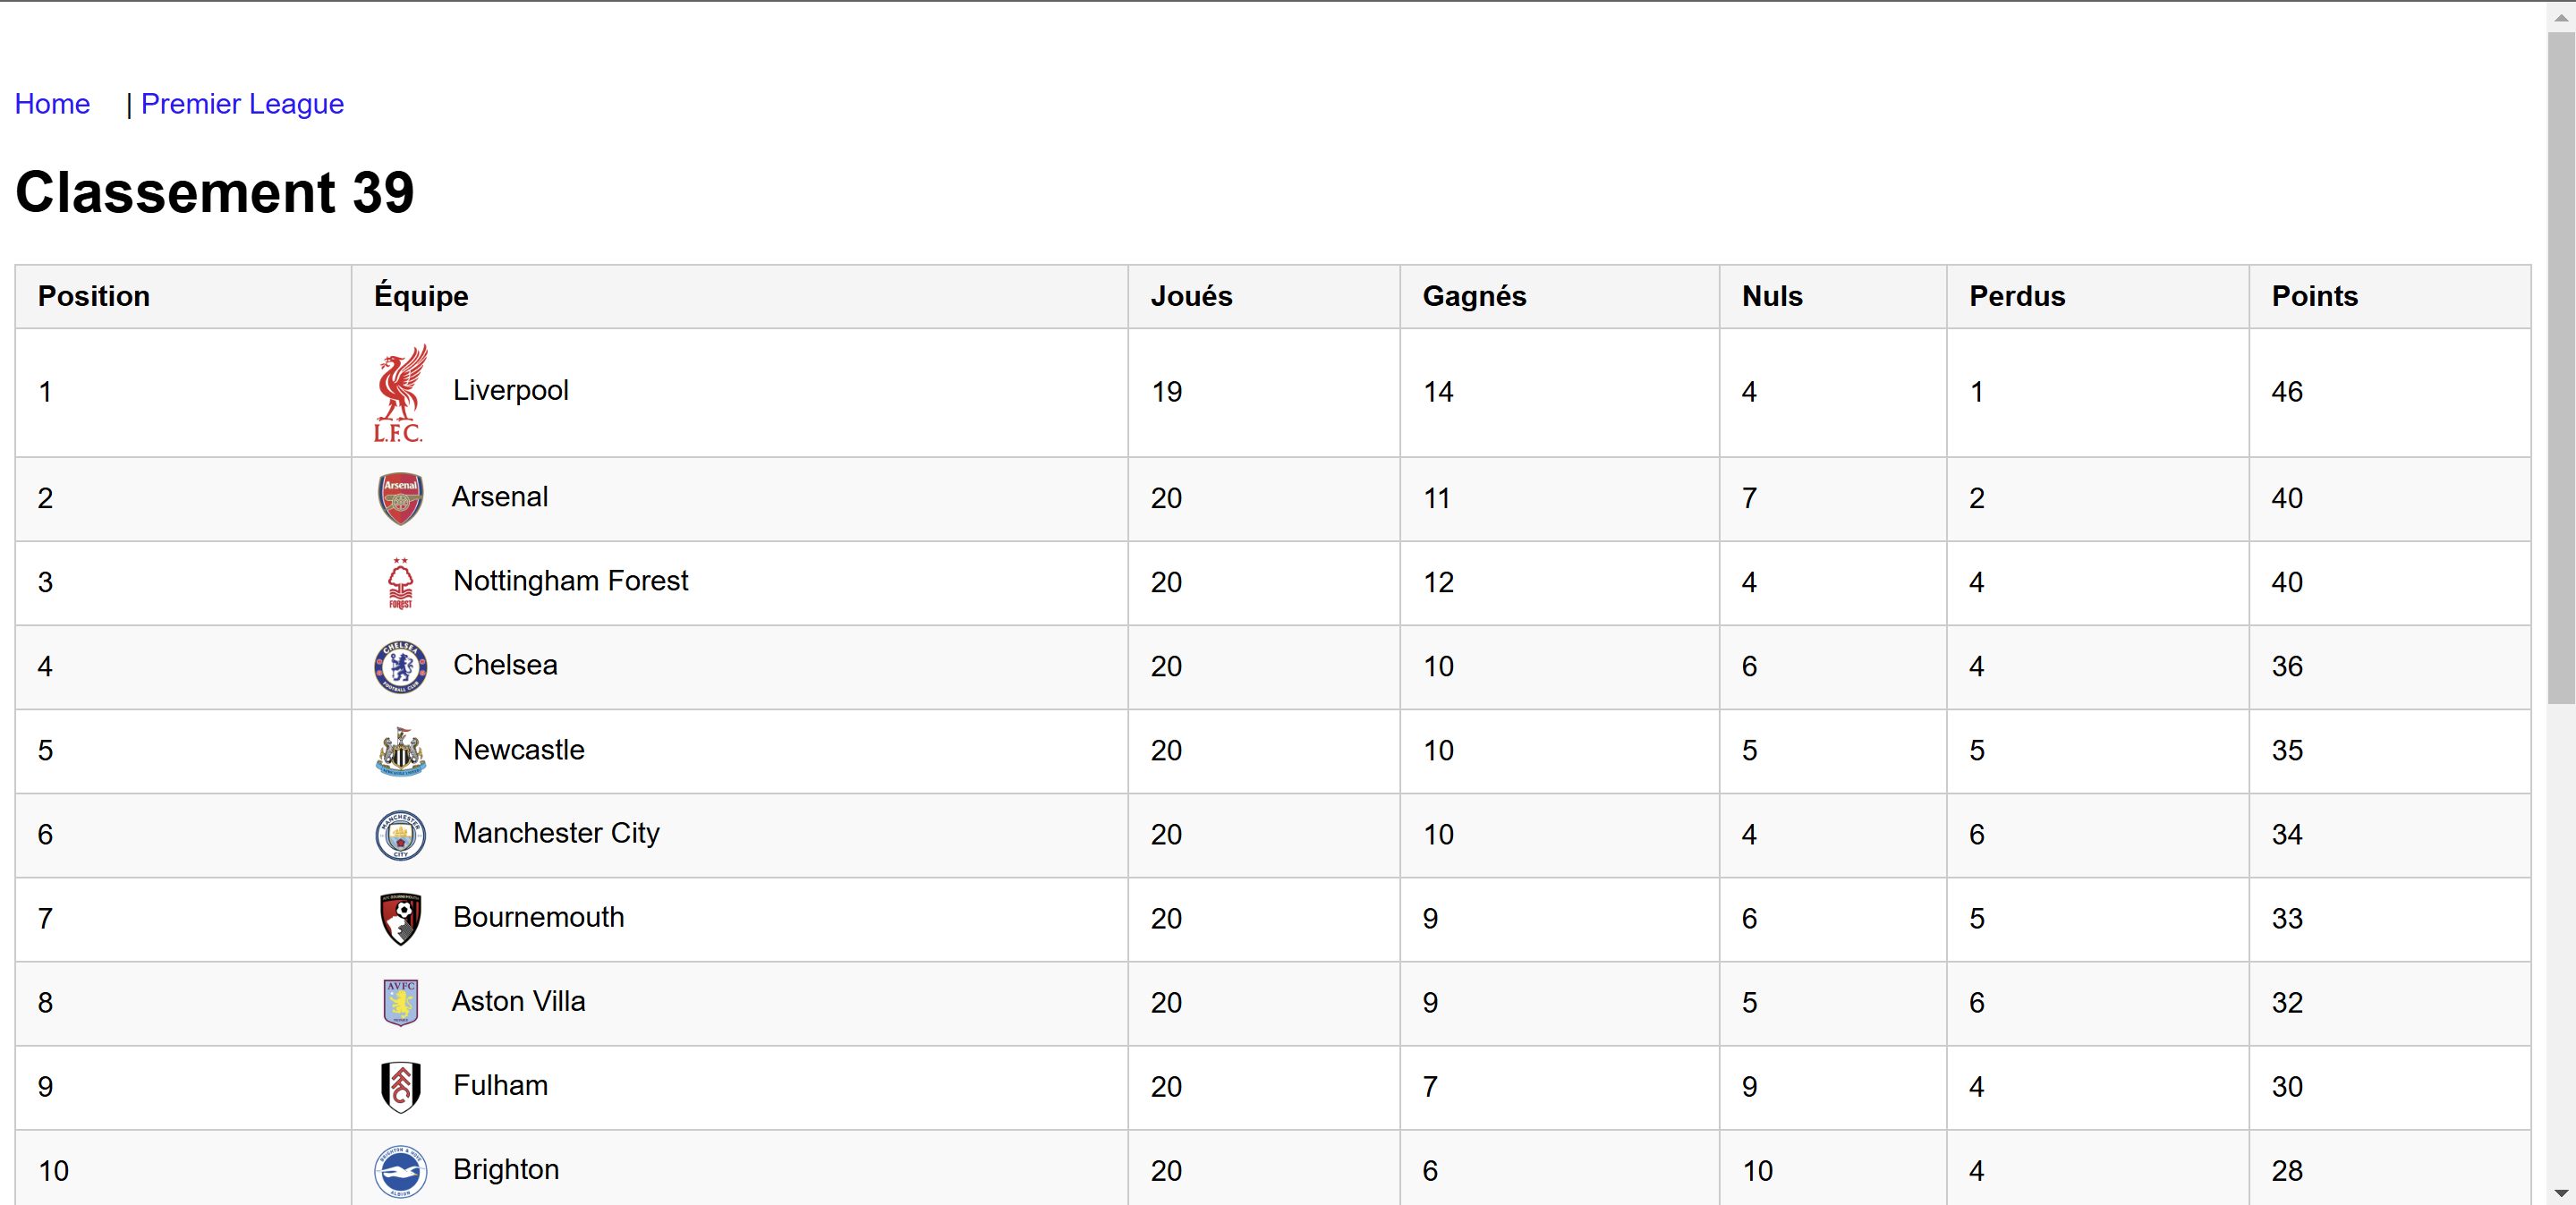 Home | Premier League
Classement 39
Position Équipe Joués Gagnés Nuls Perdus Points
1 L.F.C. Liverpool 19 14 4 1 46
2 Arsenal Arsenal 20 11 7 2 40
3 FOREST Nottingham Forest 20 12 4 4 40
4 CHELSEA FOOTBALL CLUB Chelsea 20 10 6 4 36
5 Newcastle 20 10 5 5 35
6 MANCHESTER CITY Manchester City 20 10 4 6 34
7 Bournemouth 20 9 6 5 33
8 AVFC Aston Villa 20 9 5 6 32
9 FFC Fulham 20 7 9 4 30
10 BRIGHTON & HOVE ALBION Brighton 20 6 10 4 28